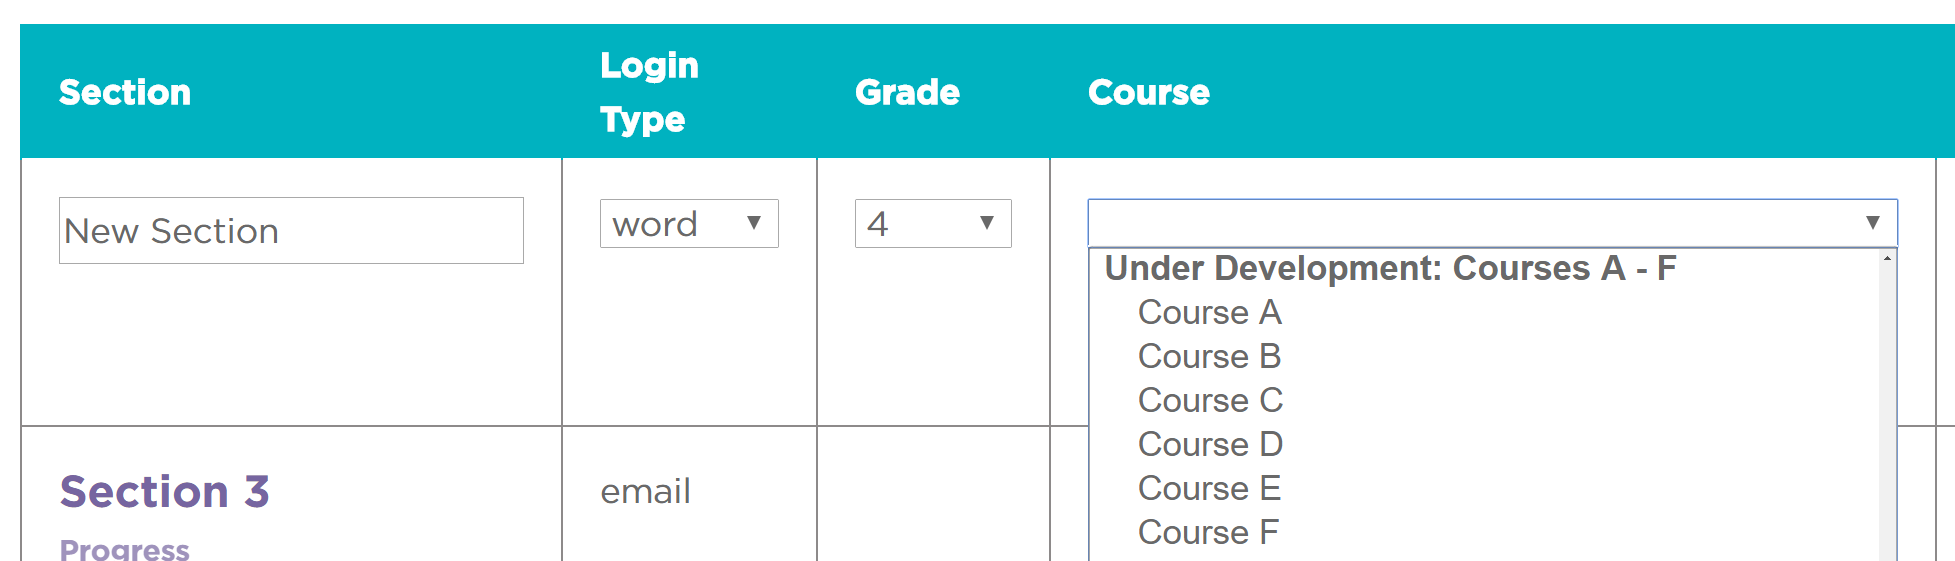 Section
Login
Type
Grade
Course
New Section
word
4
Under Development: Courses A - F
Course A
Course B
Course C
Course D
Course E
Course F
Section 3
email
Progress